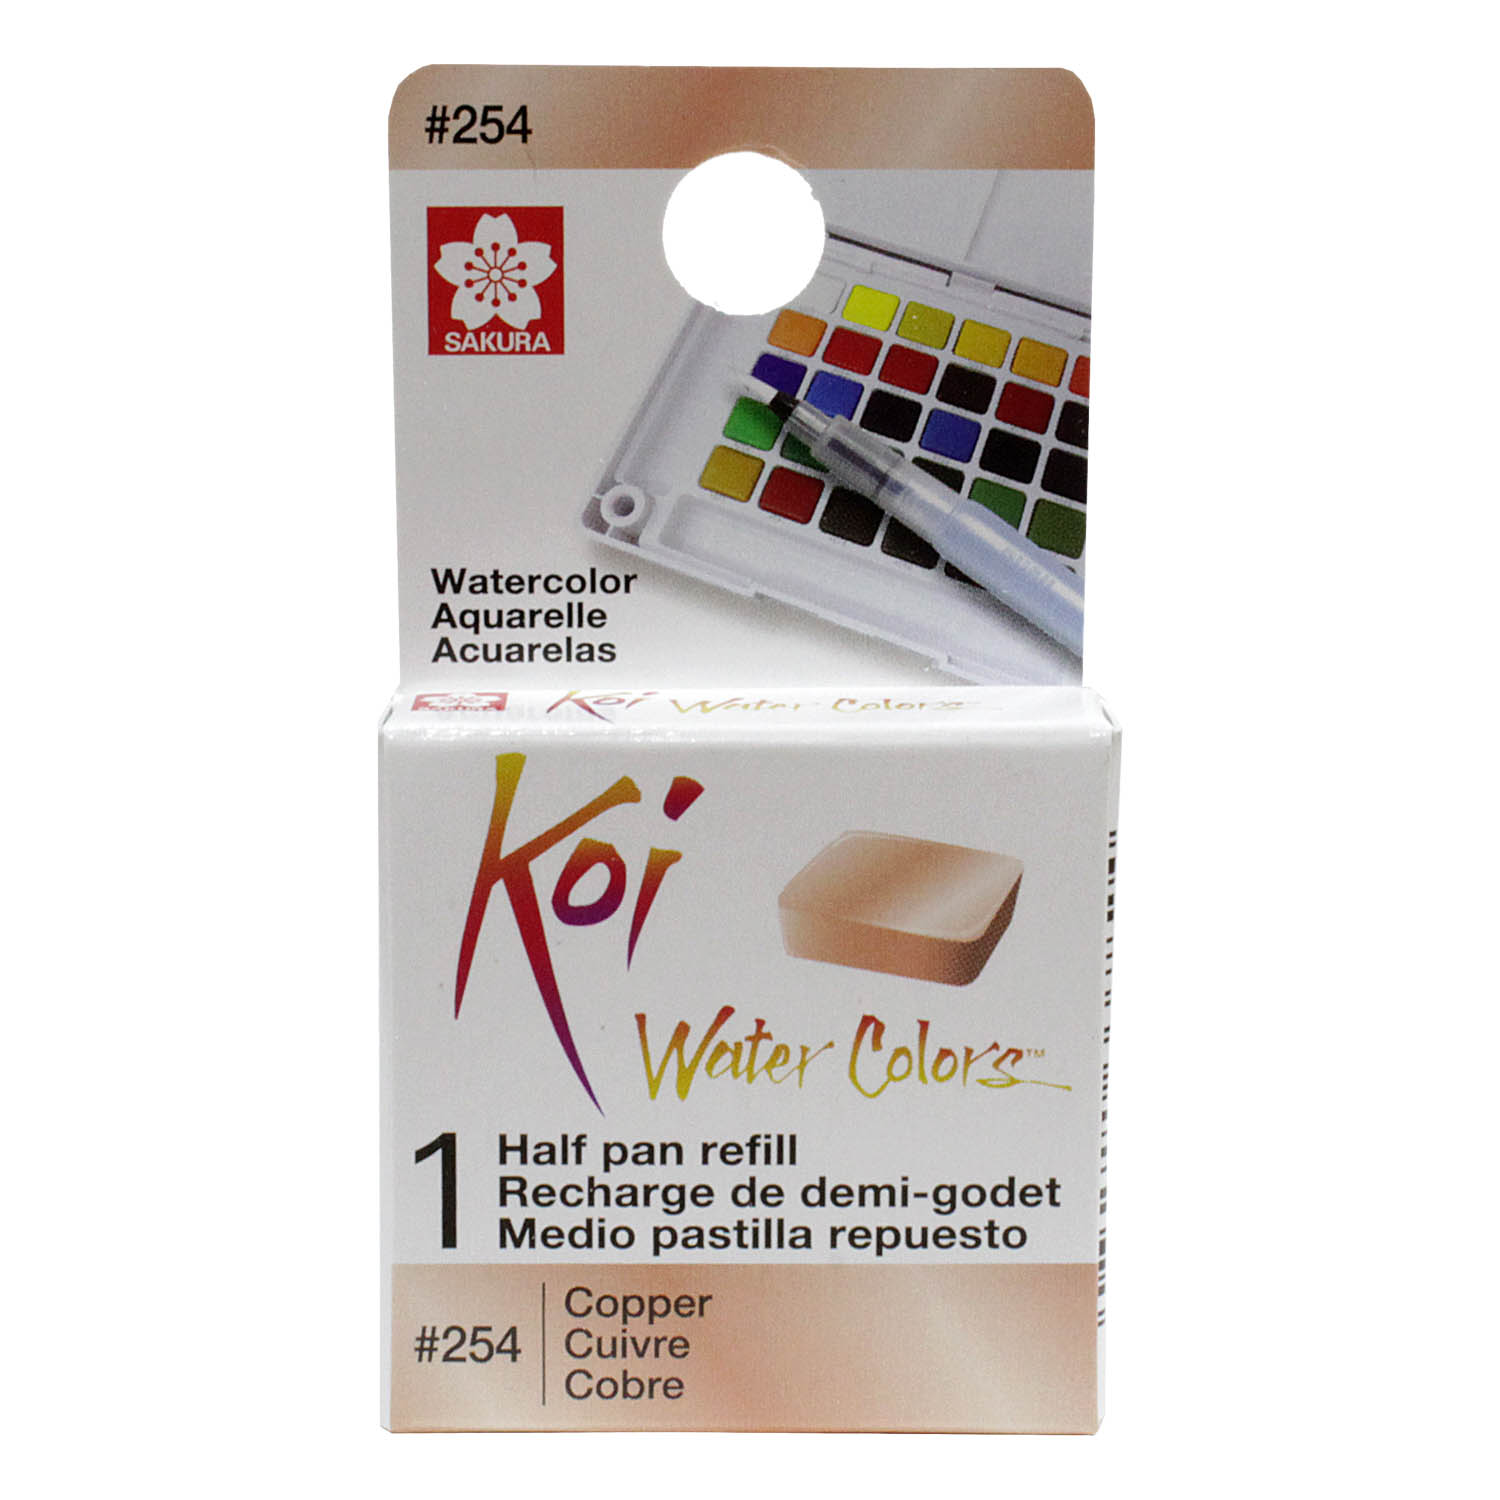 #254
SAKURA
Watercolor
Aquarelle
Acuarelas
Koi Water Colors
Koi
Water Colors™
1
Half pan refill
Recharge de demi-godet
Medio pastilla repuesto
#254
Copper
Cuivre
Cobre